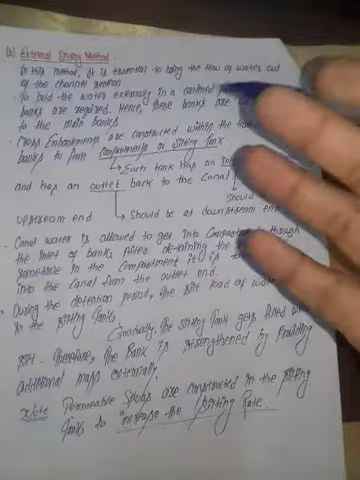 (b) External Silting Method.
In this method, it is essential to bring the flow of water out
of the channel section
To hold the water externally in a confined
banks are required. Hence, these banks are
to the main banks
Cross Embankments are constructed within the
banks to form compartments or silting tank
Each tank has an
and has an outlet back to the Canal
Should
upstream end
Should be at downstream end
Canal water is allowed to get into through
the inlet of banks. After detaining the
sometime in the compartment it is
into the Canal from the outlet end.
During the detention period, the silt load of
in the silting tank.
Gradually, the silting tank gets filled
silt. Therefore, the bank is strengthened by Providing
additional mass externally.
Note Permeable Spurs are constructed in the silting
tanks to increase the silting Rate.